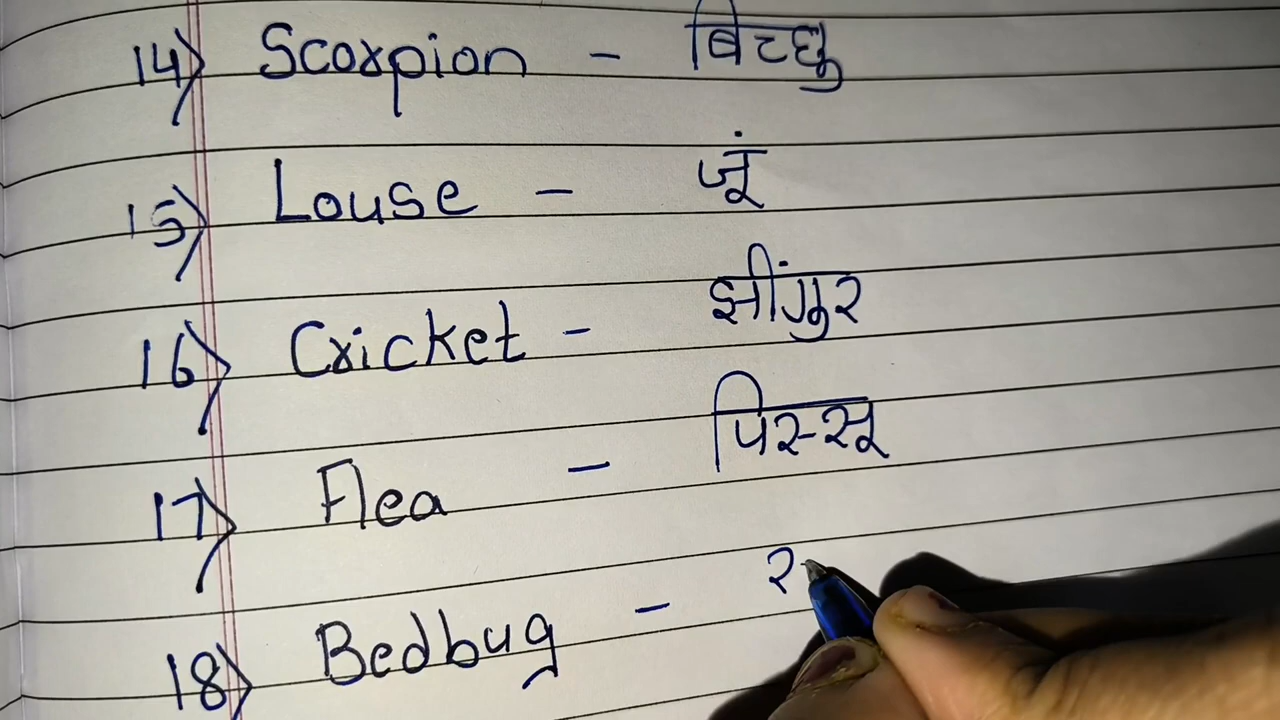 14) Scorpion - बिच्छु
15) Louse - जूं
16) Cricket - झींगुर
17) Flea - पिस्सू
18) Bedbug -